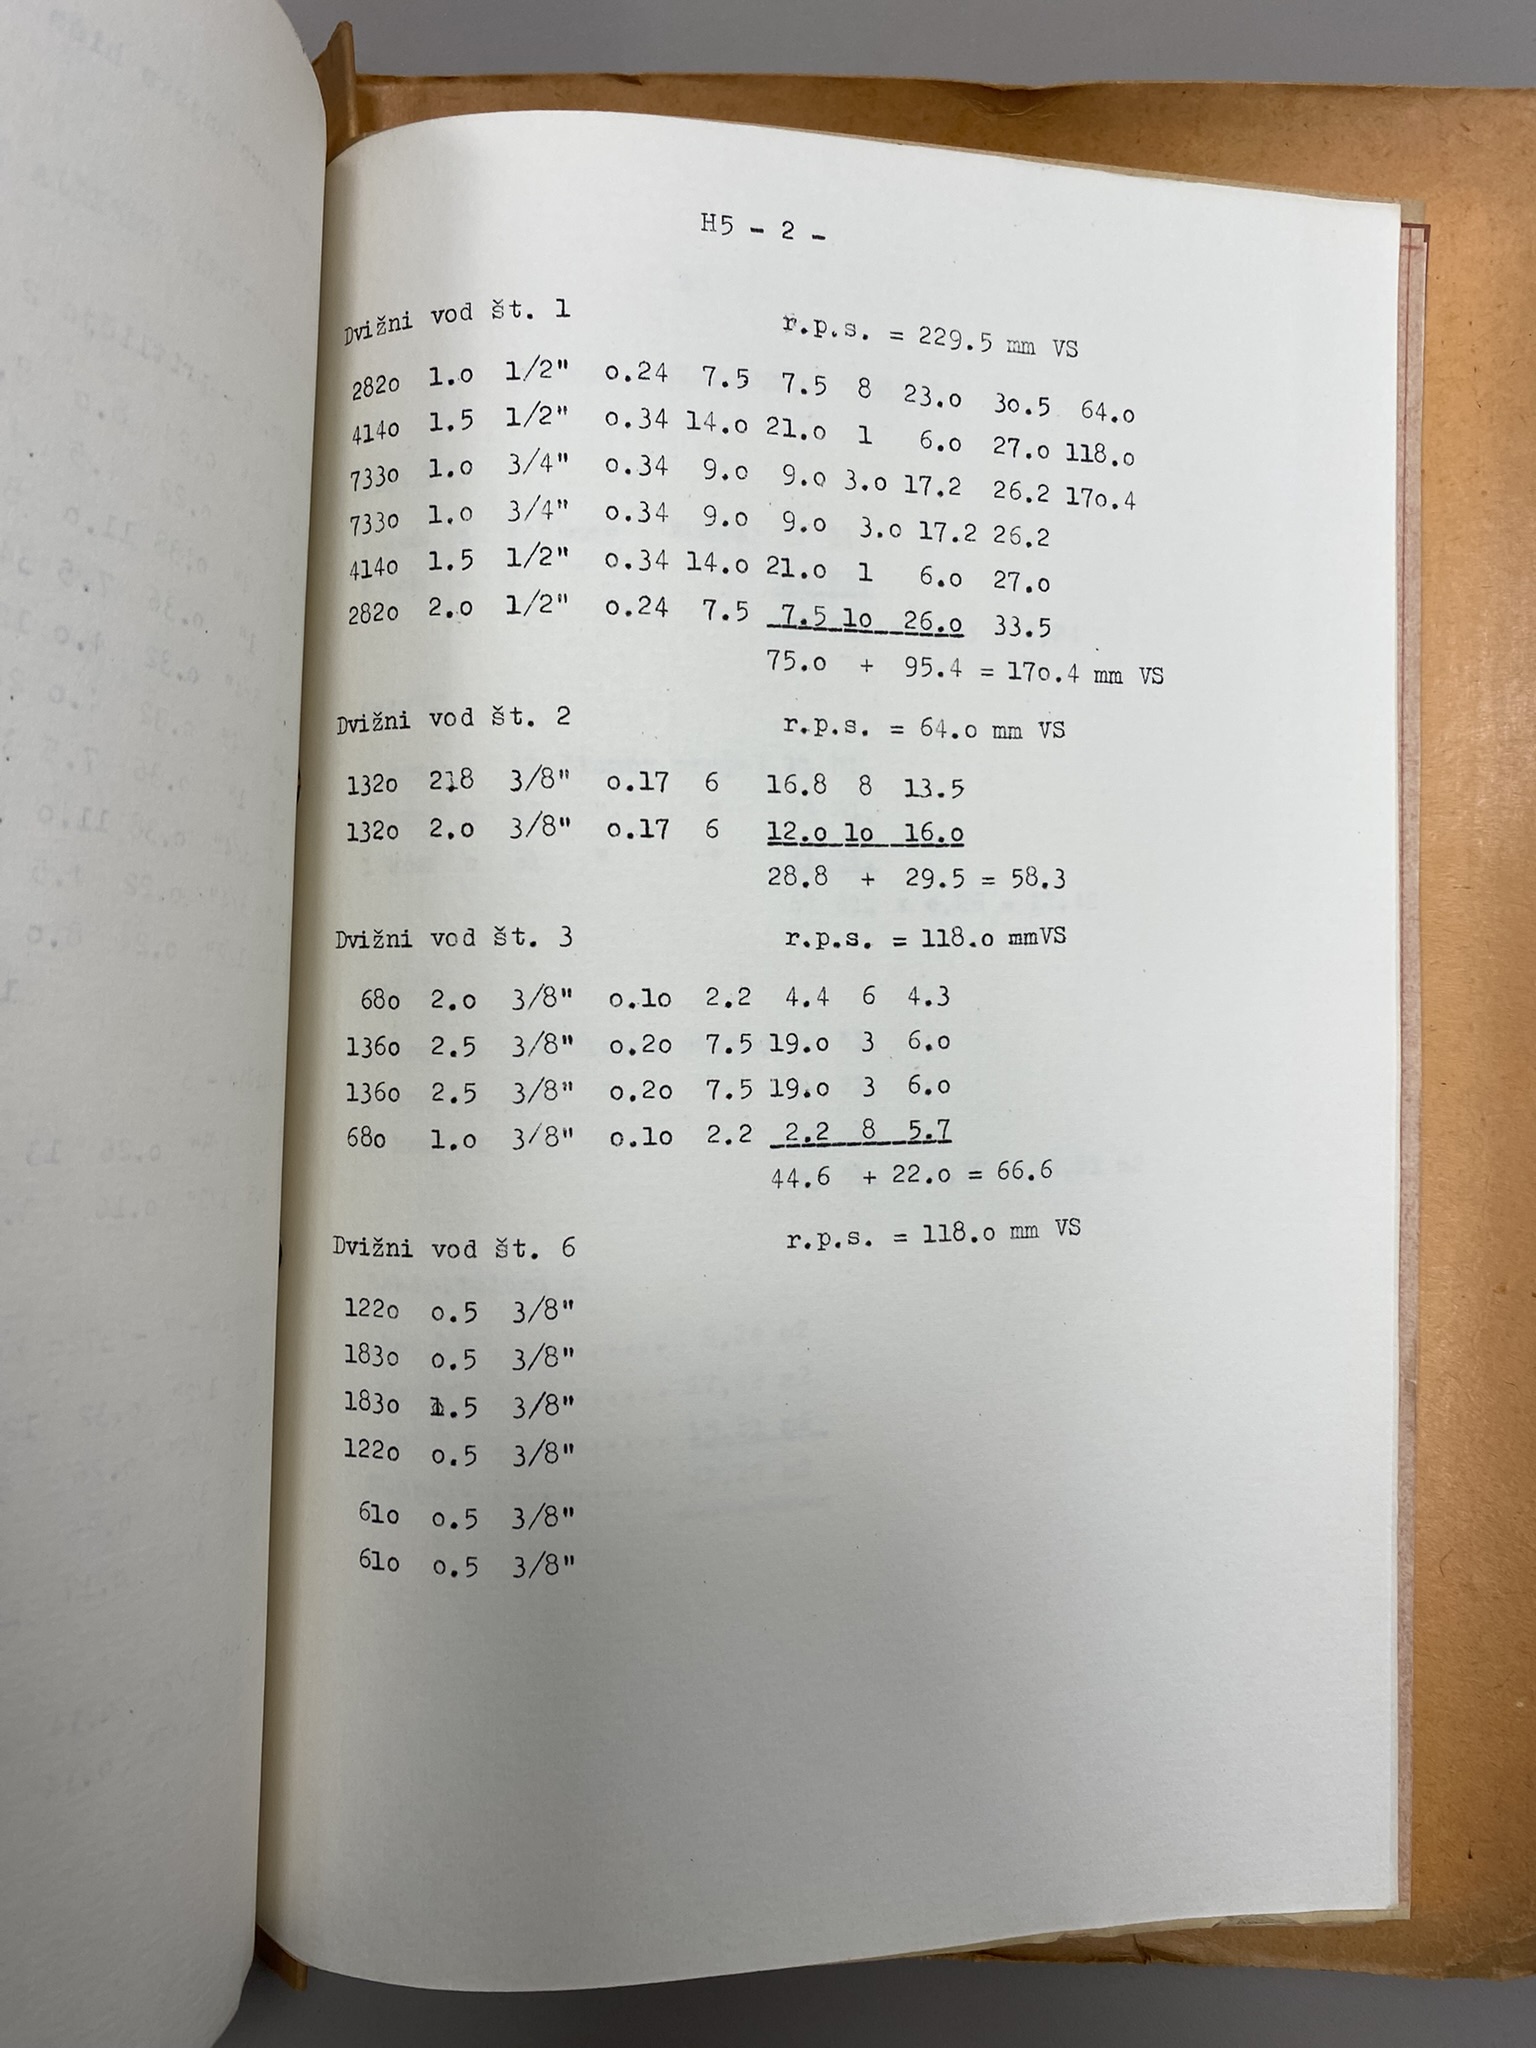 H5 - 2 -
Dvižni vod št. 1 r.p.s. = 229.5 mm VS
282o 1.o 1/2" o.24 7.5 7.5 8 23.o 3o.5 64.o
414o 1.5 1/2" o.34 14.o 21.o 1 6.o 27.o 118.o
733o 1.o 3/4" o.34 9.o 9.o 3.o 17.2 26.2 17o.4
733o 1.o 3/4" o.34 9.o 9.o 3.o 17.2 26.2
414o 1.5 1/2" o.34 14.o 21.o 1 6.o 27.o
282o 2.o 1/2" o.24 7.5 7.5 1o 26.o 33.5
75.o + 95.4 = 17o.4 mm VS
Dvižni vod št. 2 r.p.s. = 64.o mm VS
132o 2.8 3/8" o.17 6 16.8 8 13.5
132o 2.o 3/8" o.17 6 12.o 1o 16.o
28.8 + 29.5 = 58.3
Dvižni vod št. 3 r.p.s. = 118.o mmVS
68o 2.o 3/8" o.1o 2.2 4.4 6 4.3
136o 2.5 3/8" o.2o 7.5 19.o 3 6.o
136o 2.5 3/8" o.2o 7.5 19.o 3 6.o
68o 1.o 3/8" o.1o 2.2 2.2 8 5.7
44.6 + 22.o = 66.6
Dvižni vod št. 6 r.p.s. = 118.o mm VS
122o o.5 3/8"
183o o.5 3/8"
183o 1.5 3/8"
122o o.5 3/8"
61o o.5 3/8"
61o o.5 3/8"